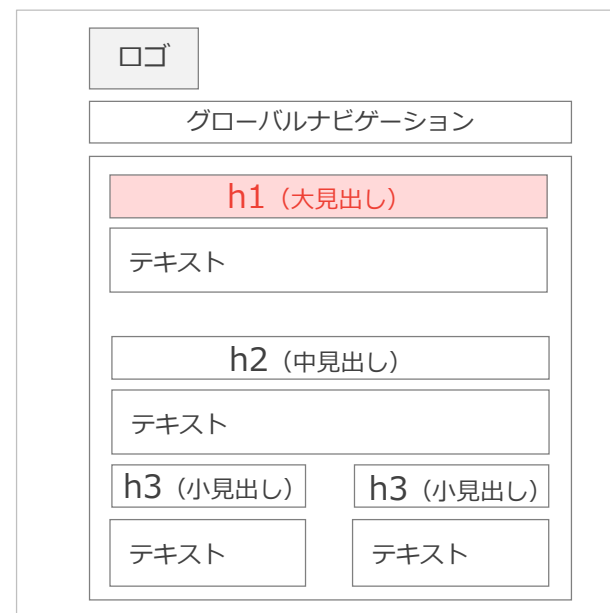 ロゴ
グローバルナビゲーション
h1（大見出し）
テキスト
h2（中見出し）
テキスト
h3（小見出し）
h3（小見出し）
テキスト
テキスト